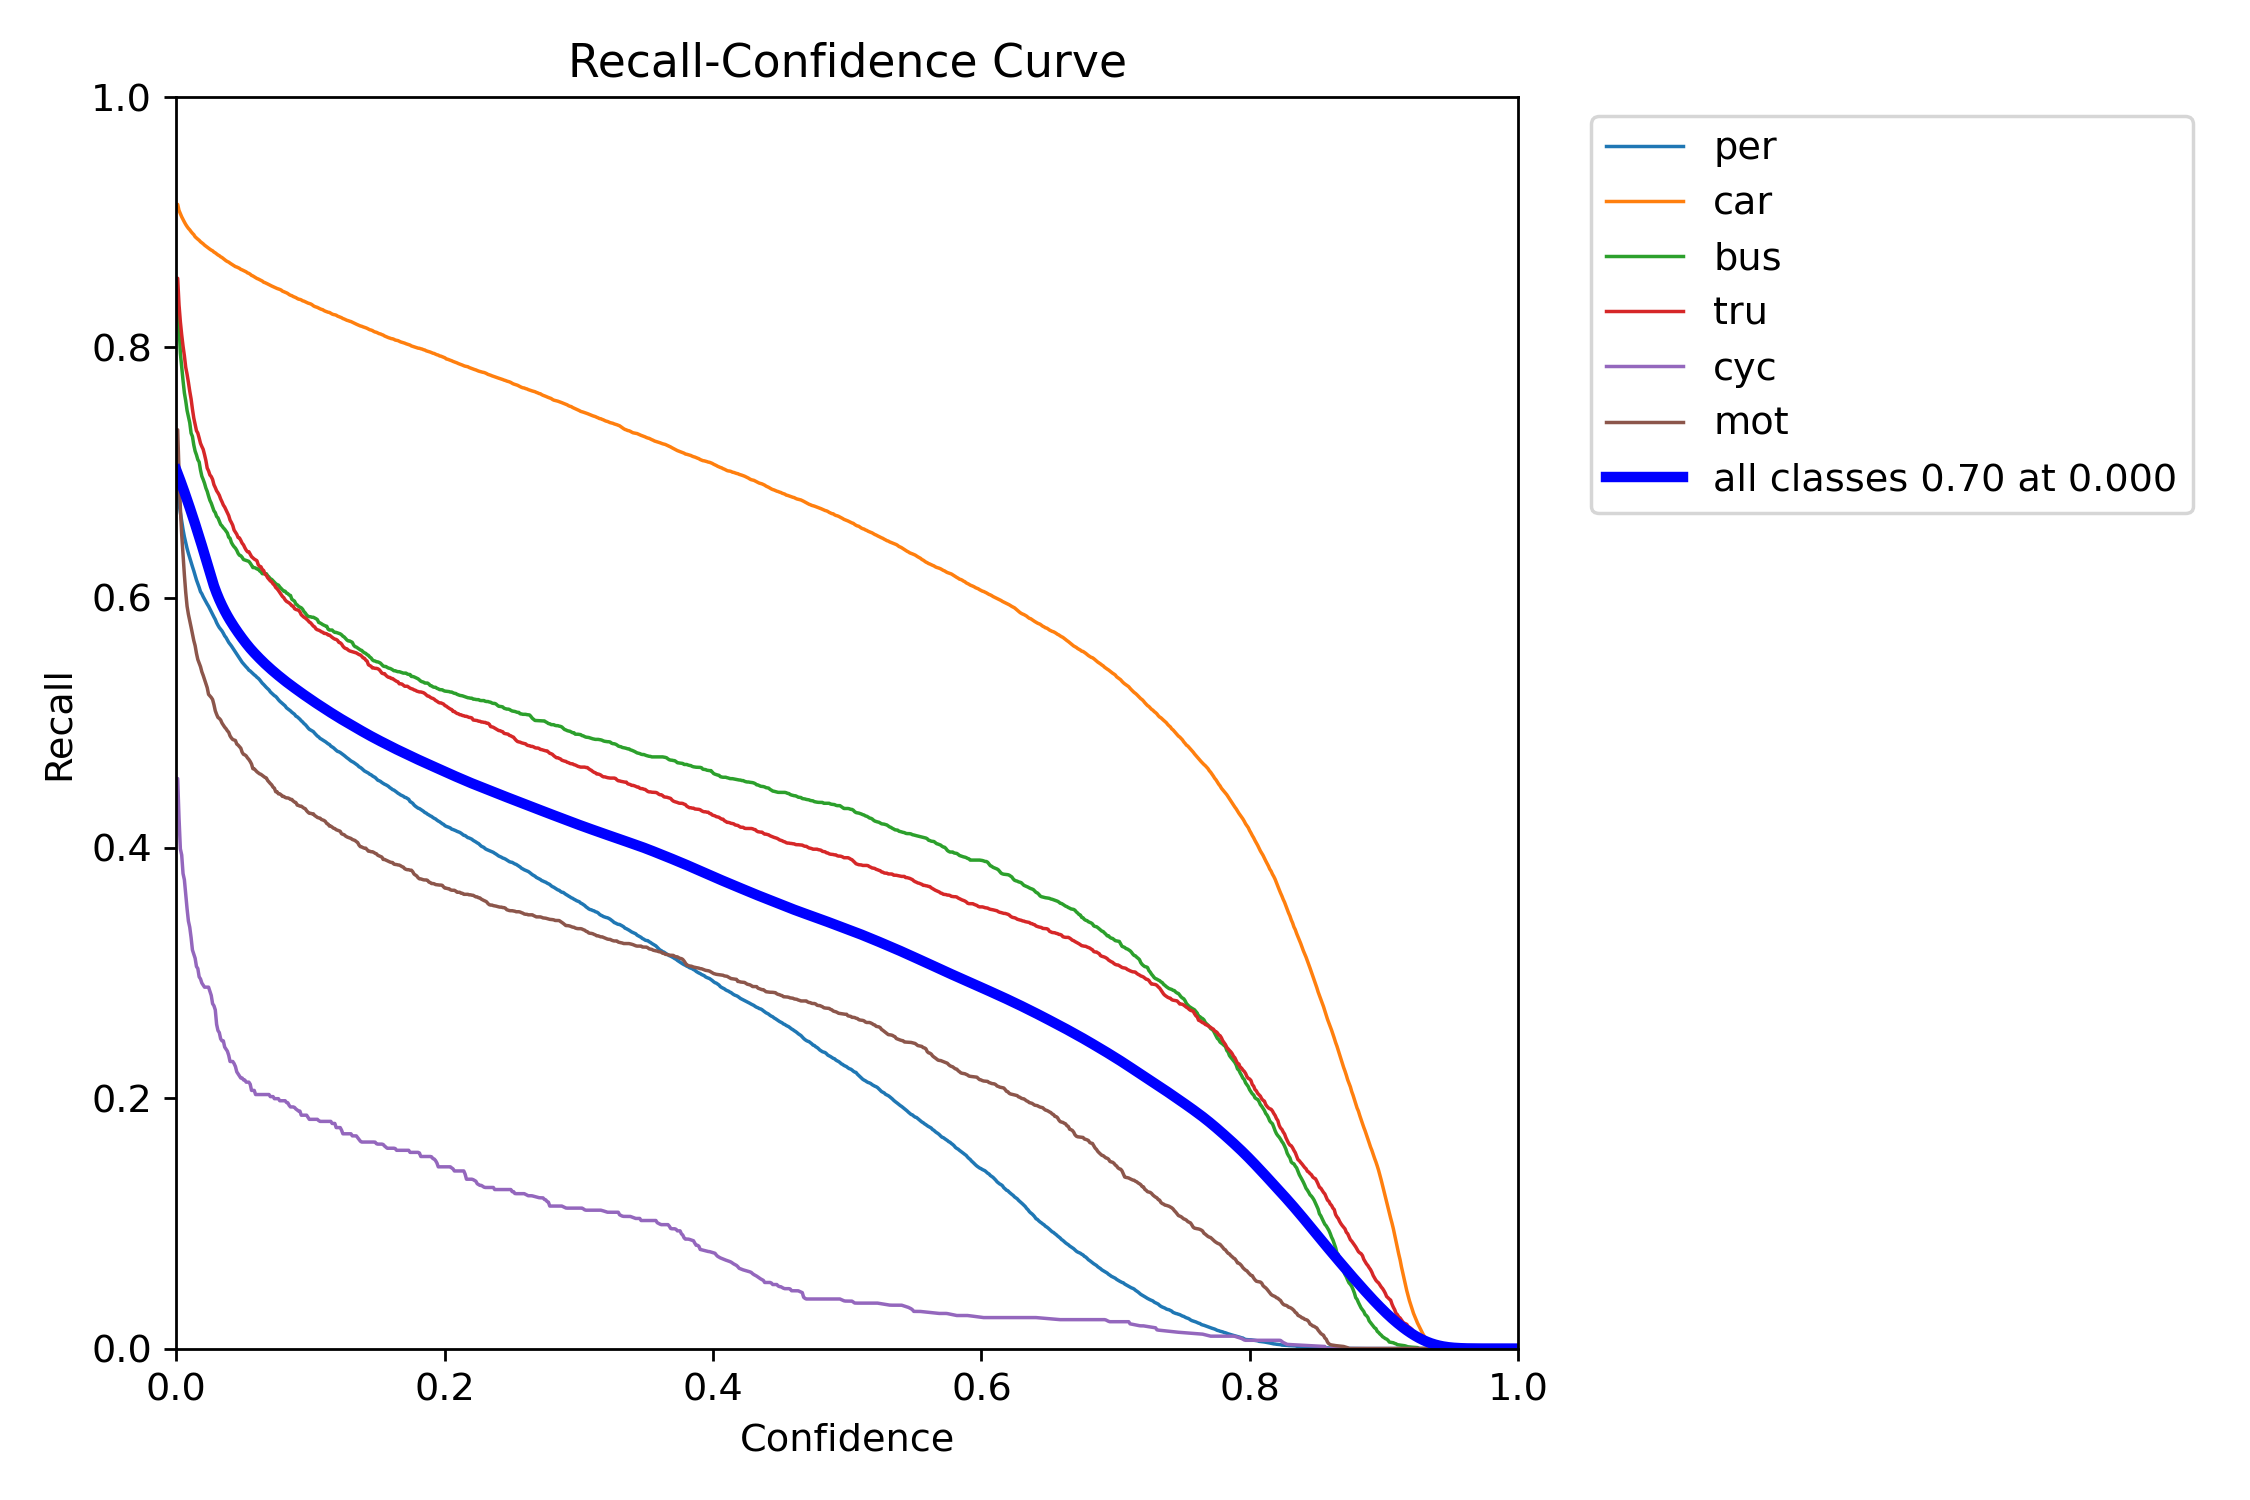 Recall-Confidence Curve
1.0
0.8
0.6
0.4
0.2
0.0
Recall
0.0 0.2 0.4 0.6 0.8 1.0
Confidence
per
car
bus
tru
cyc
mot
all classes 0.70 at 0.000